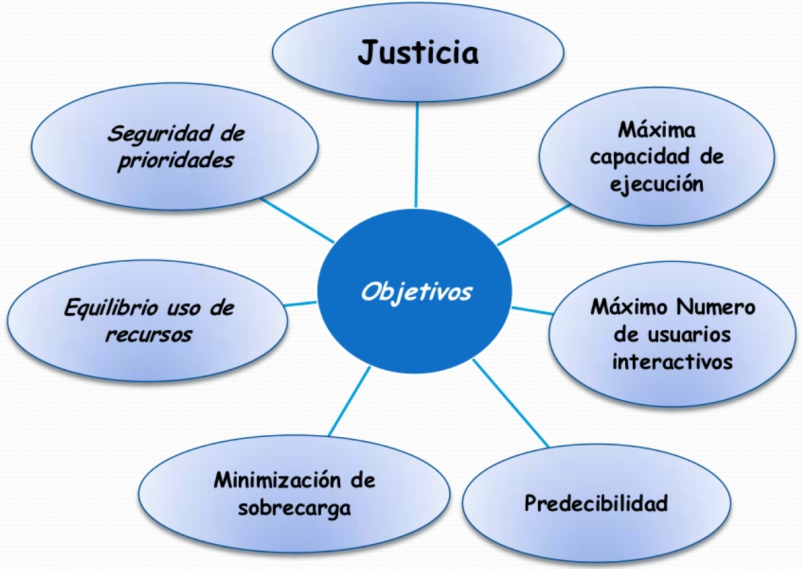 Justicia
Seguridad de
prioridades
Máxima
capacidad de
ejecución
Objetivos
Equilibrio uso de
recursos
Máximo Numero
de usuarios
interactivos
Minimización de
sobrecarga
Predecibilidad